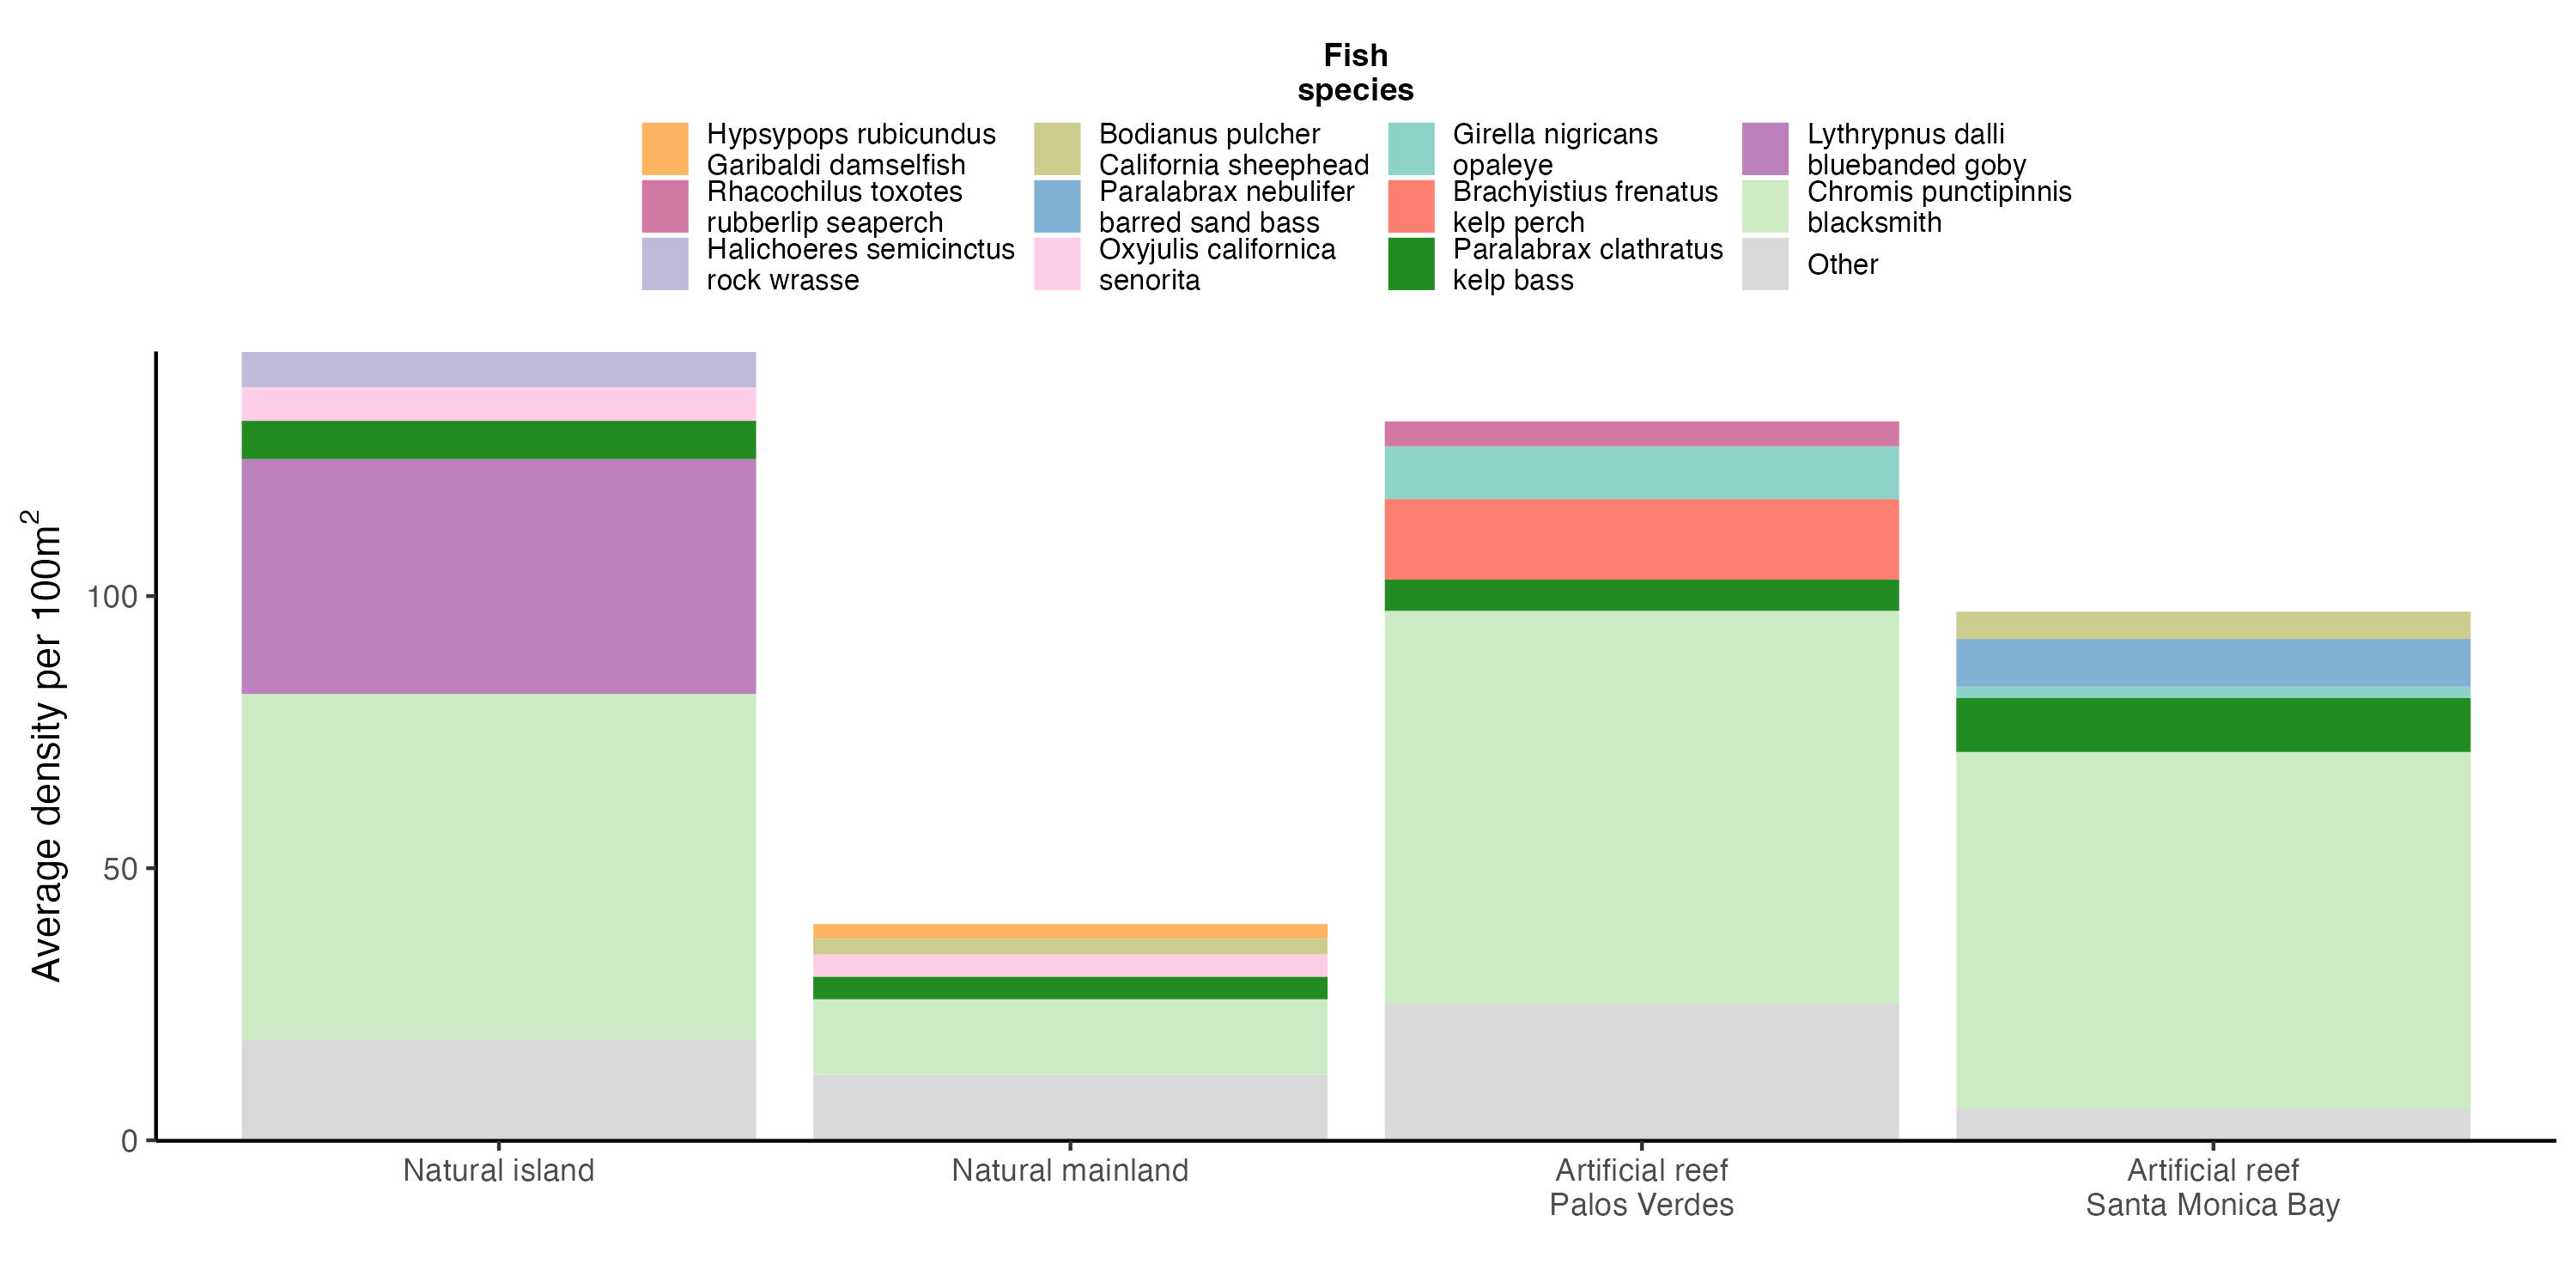 Fish
species
Hypsypops rubicundus
Garibaldi damselfish
Rhacochilus toxotes
rubberlip seaperch
Halichoeres semicinctus
rock wrasse
Bodianus pulcher
California sheephead
Paralabrax nebulifer
barred sand bass
Oxyjulis californica
senorita
Girella nigricans
opaleye
Brachyistius frenatus
kelp perch
Paralabrax clathratus
kelp bass
Lythrypnus dalli
bluebanded goby
Chromis punctipinnis
blacksmith
Other
Average density per 100m²
100
50
0
Natural island
Natural mainland
Artificial reef
Palos Verdes
Artificial reef
Santa Monica Bay